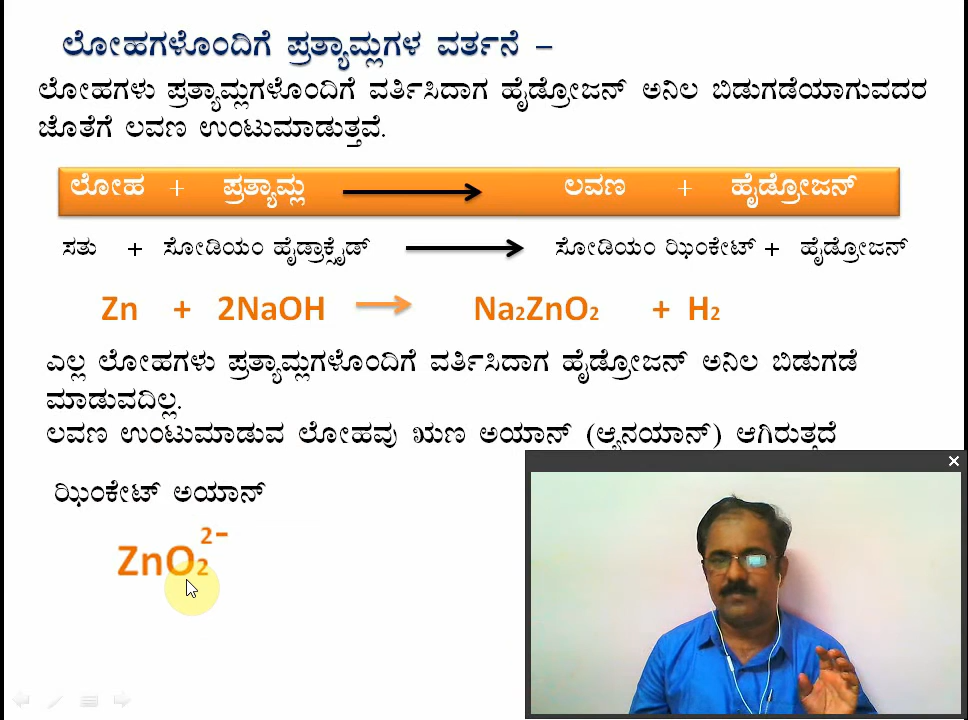 ಲೋಹಗಳೊಂದಿಗೆ ಪ್ರತ್ಯಾಮ್ಲಗಳ ವರ್ತನೆ –
ಲೋಹಗಳು ಪ್ರತ್ಯಾಮ್ಲಗಳೊಂದಿಗೆ ವರ್ತಿಸಿದಾಗ ಹೈಡ್ರೋಜನ್ ಅನಿಲ ಬಿಡುಗಡೆಯಾಗುವದರ
ಜೊತೆಗೆ ಲವಣ ಉಂಟುಮಾಡುತ್ತವೆ.
ಲೋಹ + ಪ್ರತ್ಯಾಮ್ಲ ⟶ ಲವಣ + ಹೈಡ್ರೋಜನ್
ಸತು + ಸೋಡಿಯಂ ಹೈಡ್ರಾಕ್ಸೈಡ್ ⟶ ಸೋಡಿಯಂ ಝಿಂಕೇಟ್ + ಹೈಡ್ರೋಜನ್
Zn + 2NaOH → Na₂ZnO₂ + H₂
ಎಲ್ಲ ಲೋಹಗಳು ಪ್ರತ್ಯಾಮ್ಲಗಳೊಂದಿಗೆ ವರ್ತಿಸಿದಾಗ ಹೈಡ್ರೋಜನ್ ಅನಿಲ ಬಿಡುಗಡೆ
ಮಾಡುವದಿಲ್ಲ.
ಲವಣ ಉಂಟುಮಾಡುವ ಲೋಹವು ಋಣ ಅಯಾನ್ (ಆ್ಯನಯಾನ್) ಆಗಿರುತ್ತದೆ
ಝಿಂಕೇಟ್ ಅಯಾನ್
ZnO₂²⁻